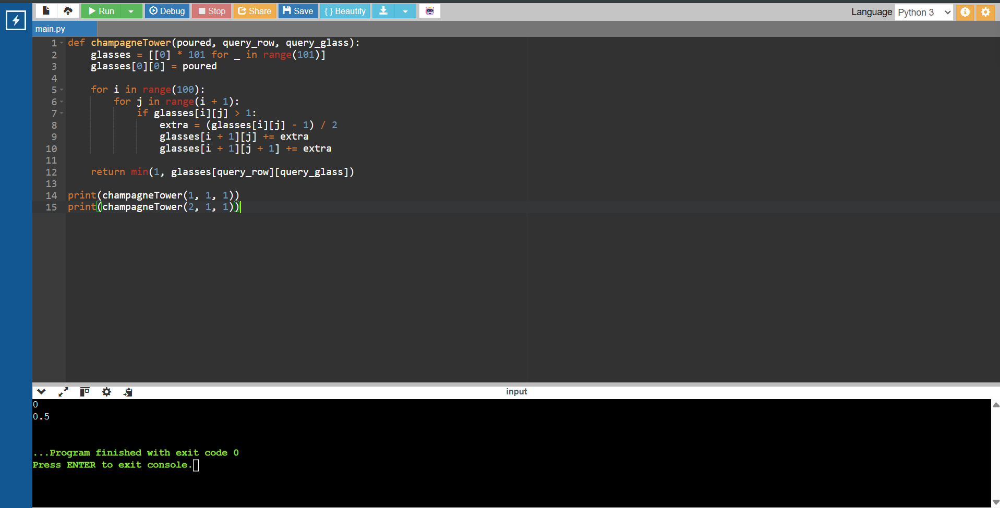 Run Debug Stop Share Save { } Beautify Language Python 3
main.py
1 def champagneTower(poured, query_row, query_glass):
2     glasses = [[0] * 101 for _ in range(101)]
3     glasses[0][0] = poured
4
5     for i in range(100):
6         for j in range(i + 1):
7             if glasses[i][j] > 1:
8                 extra = (glasses[i][j] - 1) / 2
9                 glasses[i + 1][j] += extra
10                 glasses[i + 1][j + 1] += extra
11
12     return min(1, glasses[query_row][query_glass])
13
14 print(champagneTower(1, 1, 1))
15 print(champagneTower(2, 1, 1))
input
0
0.5
...Program finished with exit code 0
Press ENTER to exit console.